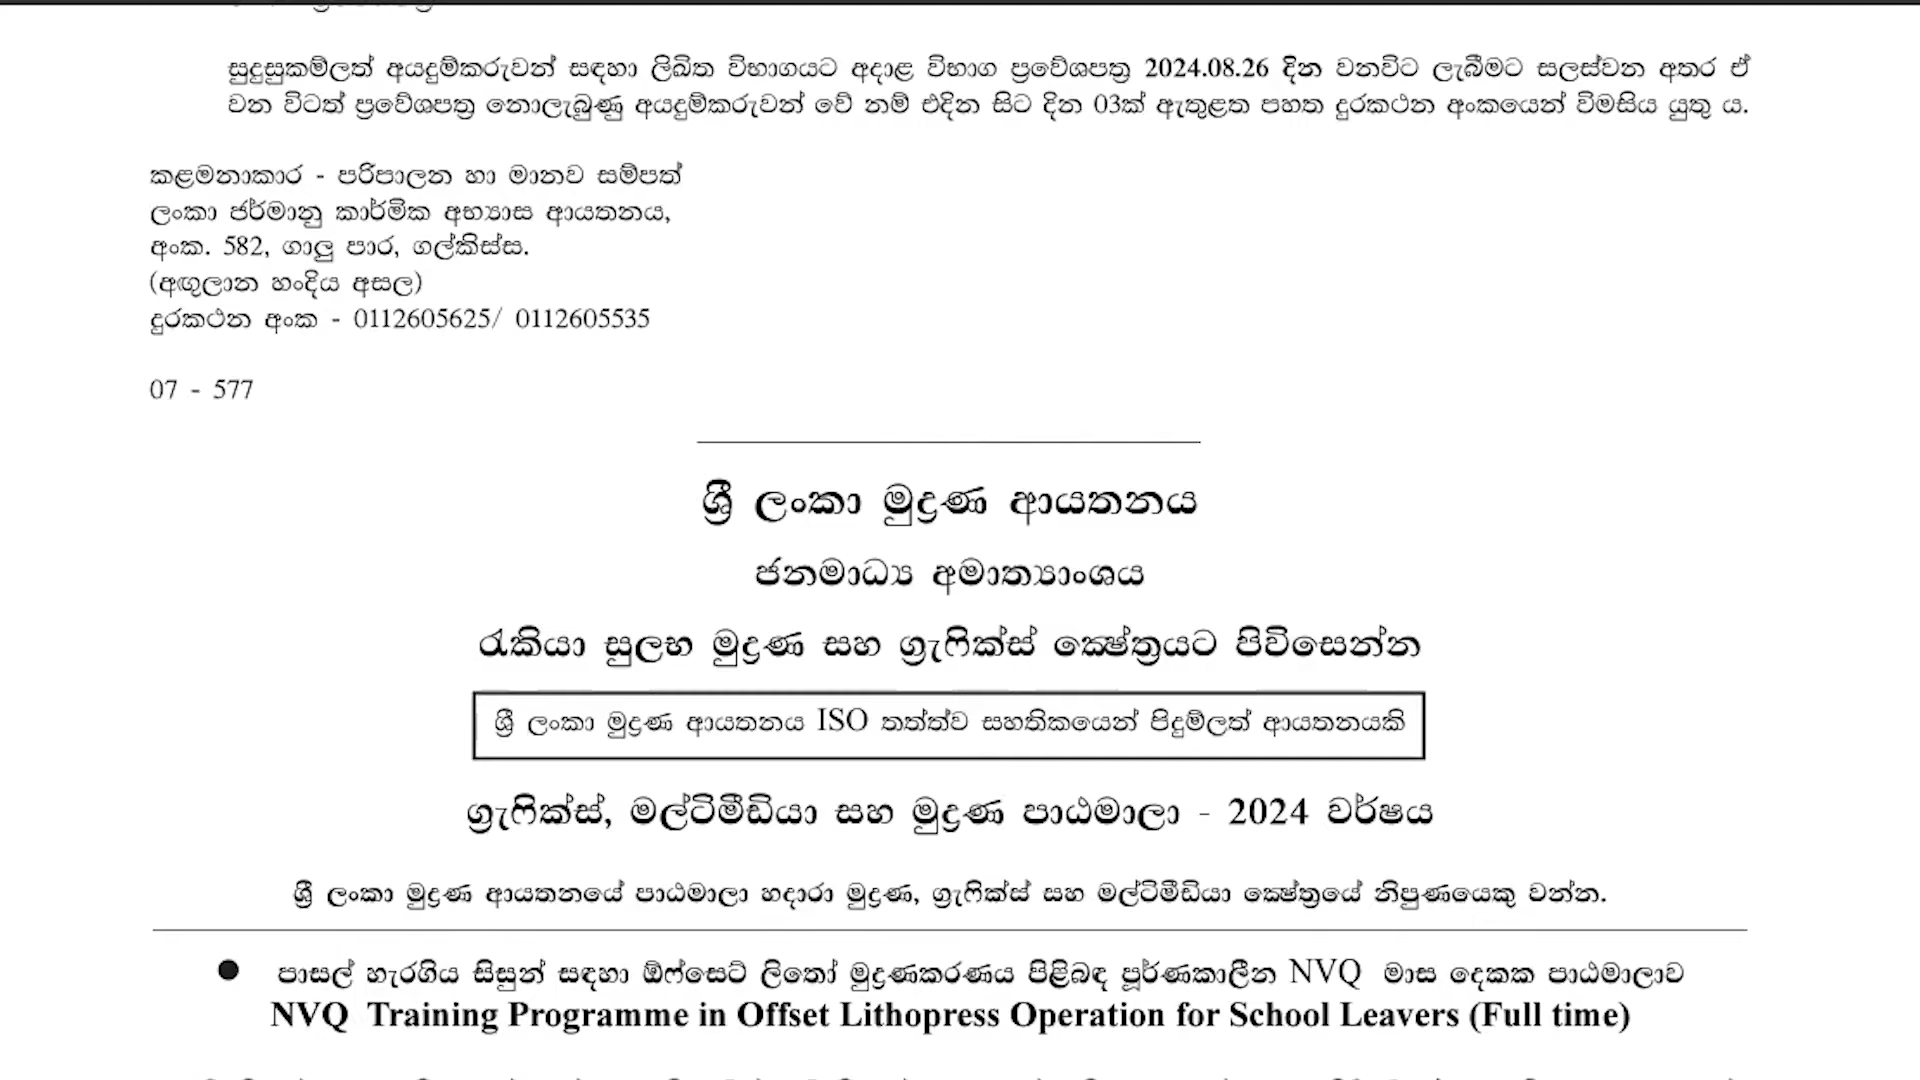 සුදුසුකම්ලත් අයදුම්කරුවන් සඳහා ලිඛිත විභාගයට අදාළ විභාග ප්‍රවේශපත්‍ර 2024.08.26 දින වනවිට ලැබීමට සලස්වන අතර ඒ
වන විටත් ප්‍රවේශපත්‍ර නොලැබුණු අයදුම්කරුවන් වේ නම් එදින සිට දින 03ක් ඇතුළත පහත දුරකථන අංකයෙන් විමසිය යුතු ය.
කළමනාකාර - පරිපාලන හා මානව සම්පත්
ලංකා ජර්මානු කාර්මික අභ්‍යාස ආයතනය,
අංක. 582, ගාලු පාර, ගල්කිස්ස.
(අඟුලාන හංදිය අසල)
දුරකථන අංක - 0112605625/ 0112605535
07 - 577
ශ්‍රී ලංකා මුද්‍රණ ආයතනය
ජනමාධ්‍ය අමාත්‍යාංශය
රැකියා සුලභ මුද්‍රණ සහ ග්‍රැෆික්ස් ක්‍ෂේත්‍රයට පිවිසෙන්න
ශ්‍රී ලංකා මුද්‍රණ ආයතනය ISO තත්ත්ව සහතිකයෙන් පිදුම්ලත් ආයතනයකි
ග්‍රැෆික්ස්, මල්ටිමීඩියා සහ මුද්‍රණ පාඨමාලා - 2024 වර්ෂය
ශ්‍රී ලංකා මුද්‍රණ ආයතනයේ පාඨමාලා හදාරා මුද්‍රණ, ග්‍රැෆික්ස් සහ මල්ටිමීඩියා ක්‍ෂේත්‍රයේ නිපුණයෙකු වන්න.
● පාසල් හැරගිය සිසුන් සඳහා ඕෆ්සෙට් ලිතෝ මුද්‍රණකරණය පිළිබඳ පූර්ණකාලීන NVQ මාස දෙකක පාඨමාලාව
NVQ Training Programme in Offset Lithopress Operation for School Leavers (Full time)